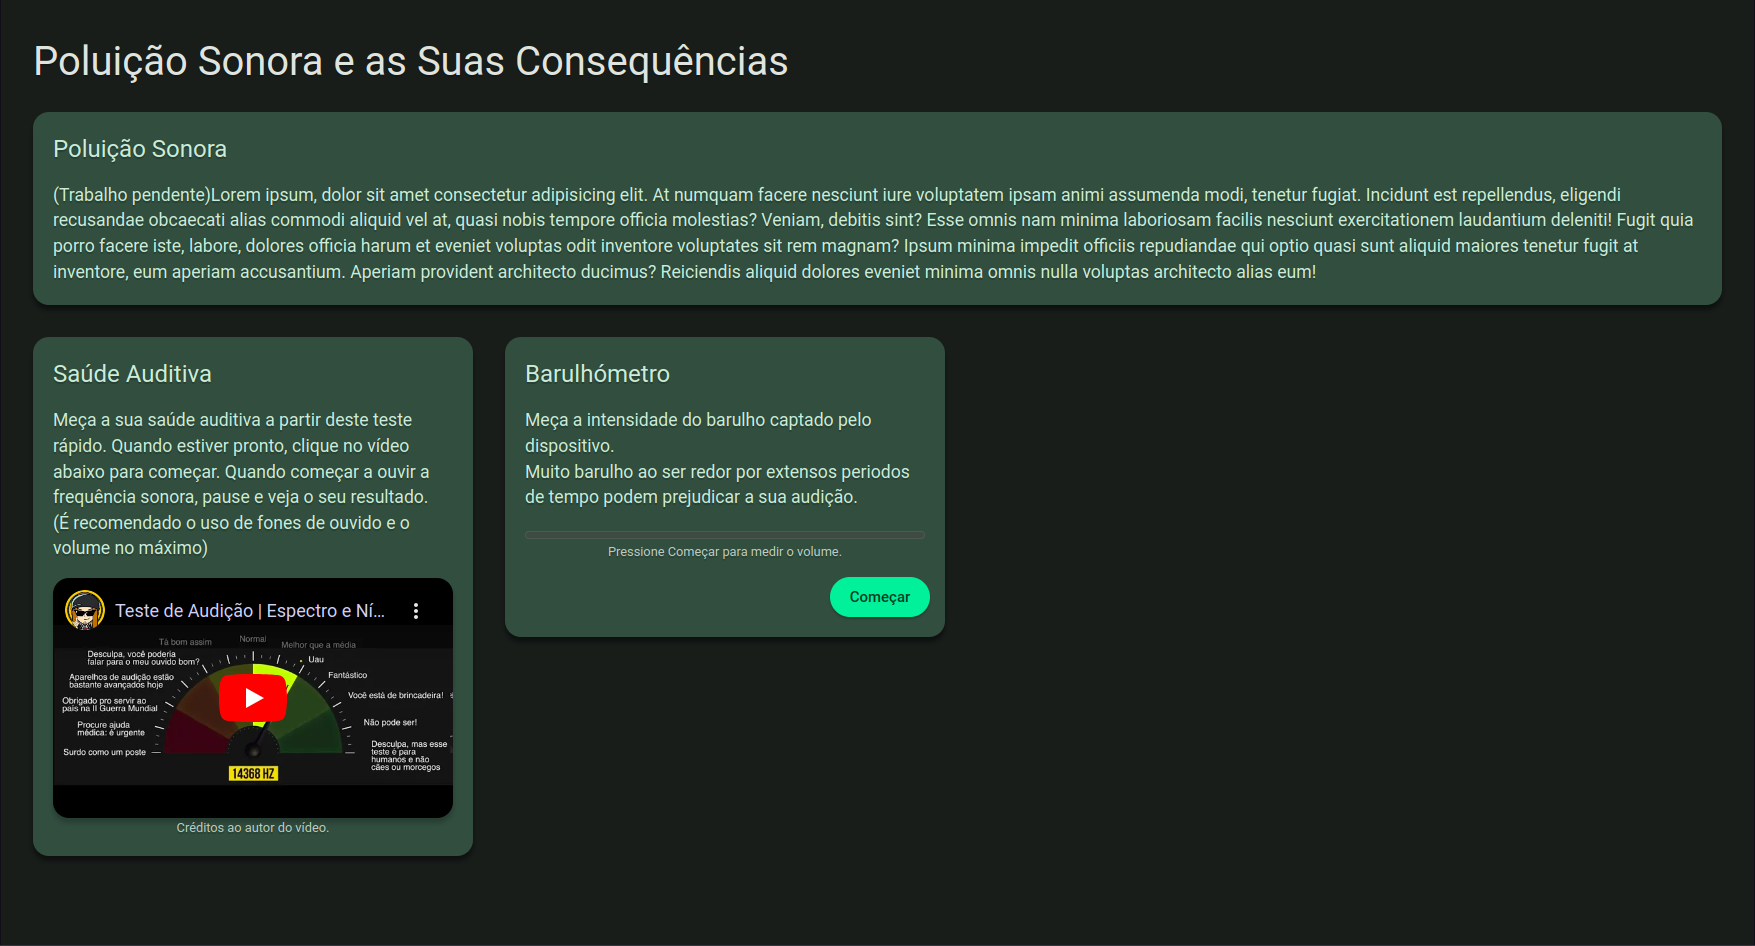 Poluição Sonora e as Suas Consequências
Poluição Sonora
(Trabalho pendente)Lorem ipsum, dolor sit amet consectetur adipisicing elit. At numquam facere nesciunt iure voluptatem ipsam animi assumenda modi, tenetur fugiat. Incidunt est repellendus, eligendi
recusandae obcaecati alias commodi aliquid vel at, quasi nobis tempore officia molestias? Veniam, debitis sint? Esse omnis nam minima laboriosam facilis nesciunt exercitationem laudantium deleniti! Fugit quia
porro facere iste, labore, dolores officia harum et eveniet voluptas odit inventore voluptates sit rem magnam? Ipsum minima impedit officiis repudiandae qui optio quasi sunt aliquid maiores tenetur fugit at
inventore, eum aperiam accusantium. Aperiam provident architecto ducimus? Reiciendis aliquid dolores eveniet minima omnis nulla voluptas architecto alias eum!
Saúde Auditiva
Meça a sua saúde auditiva a partir deste teste
rápido. Quando estiver pronto, clique no vídeo
abaixo para começar. Quando começar a ouvir a
frequência sonora, pause e veja o seu resultado.
(É recomendado o uso de fones de ouvido e o
volume no máximo)
Teste de Audição | Espectro e Ní...
Tá bom assim
Normal
Melhor que a média
Desculpa, você poderia
falar para o meu ouvido bom?
Uau
Aparelhos de audição estão
bastante avançados hoje
Fantástico
Obrigado pro servir ao
país na II Guerra Mundial
Você está de brincadeira!
Procure ajuda
médica: é urgente
Não pode ser!
Surdo como um poste
Desculpa, mas esse
teste é para
humanos e não
cães ou morcegos
14368 HZ
Créditos ao autor do vídeo.
Barulhómetro
Meça a intensidade do barulho captado pelo
dispositivo.
Muito barulho ao ser redor por extensos periodos
de tempo podem prejudicar a sua audição.
Pressione Começar para medir o volume.
Começar